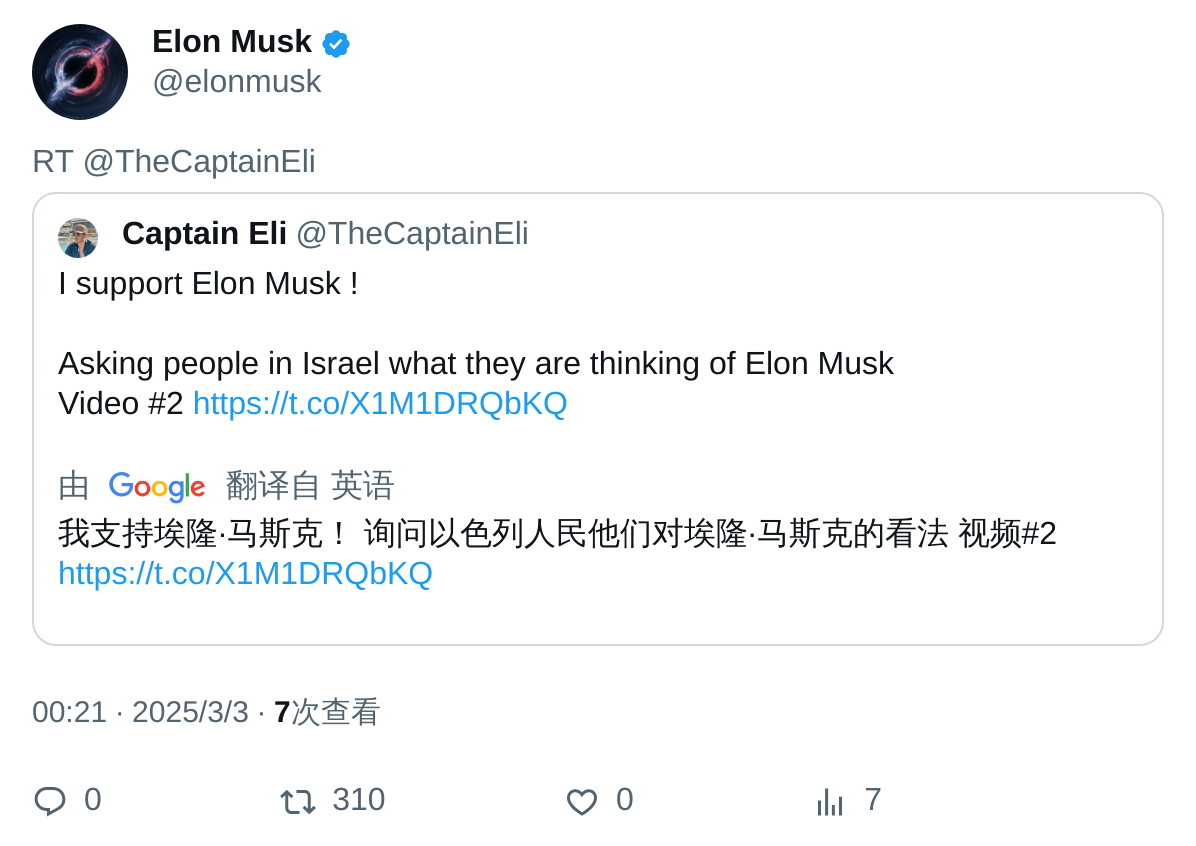 Elon Musk
@elonmusk
RT @TheCaptainEli
Captain Eli @TheCaptainEli
I support Elon Musk !
Asking people in Israel what they are thinking of Elon Musk
Video #2 https://t.co/X1M1DRQbKQ
由 Google 翻译自 英语
我支持埃隆·马斯克！ 询问以色列人民他们对埃隆·马斯克的看法 视频#2
https://t.co/X1M1DRQbKQ
00:21 · 2025/3/3 · 7次查看
0 310 0 7